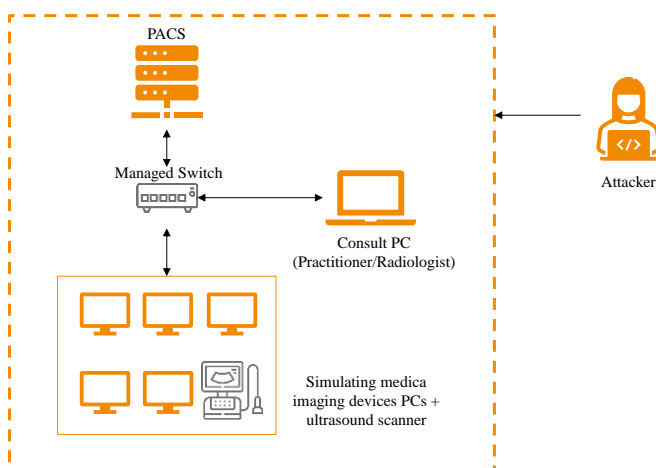 PACS
Managed Switch
Attacker
Consult PC
(Practitioner/Radiologist)
Simulating medica
imaging devices PCs +
ultrasound scanner